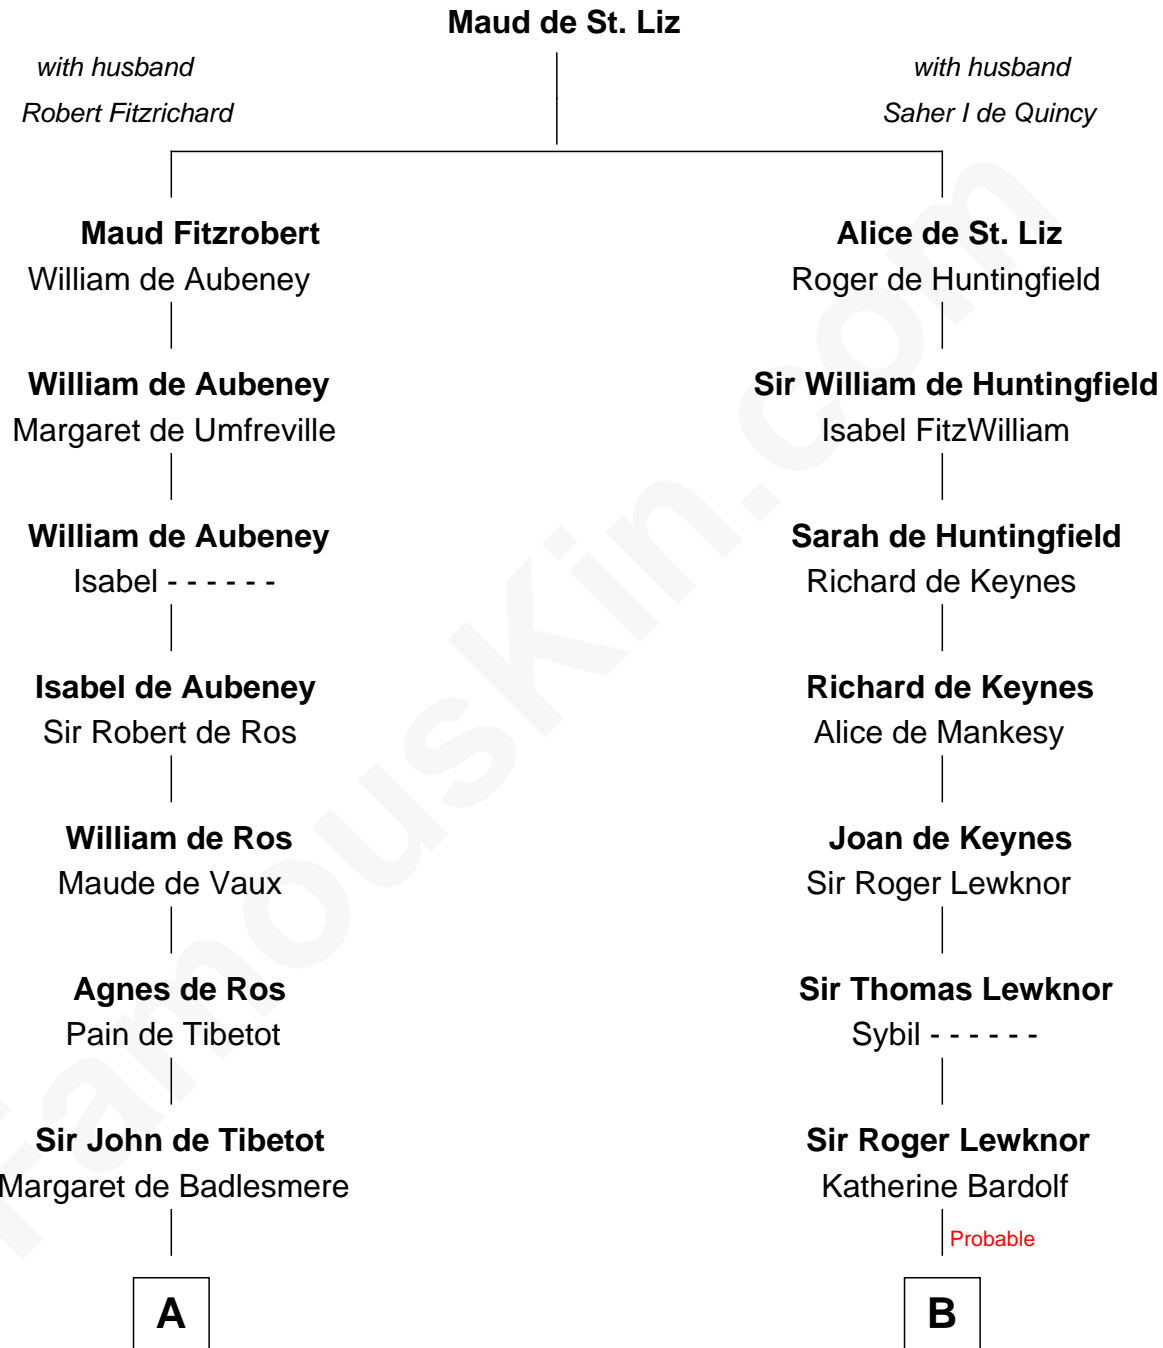 Maud de St. Liz
with husband
Robert Fitzrichard
with husband
Saher I de Quincy
Maud Fitzrobert
William de Aubeney
Alice de St. Liz
Roger de Huntingfield
William de Aubeney
Margaret de Umfreville
Sir William de Huntingfield
Isabel FitzWilliam
William de Aubeney
Isabel - - - - - -
Sarah de Huntingfield
Richard de Keynes
Isabel de Aubeney
Sir Robert de Ros
Richard de Keynes
Alice de Mankesy
William de Ros
Maude de Vaux
Joan de Keynes
Sir Roger Lewknor
Agnes de Ros
Pain de Tibetot
Sir Thomas Lewknor
Sybil - - - - - -
Sir John de Tibetot
Margaret de Badlesmere
Sir Roger Lewknor
Katherine Bardolf
Probable
A
B
FamousKin.com